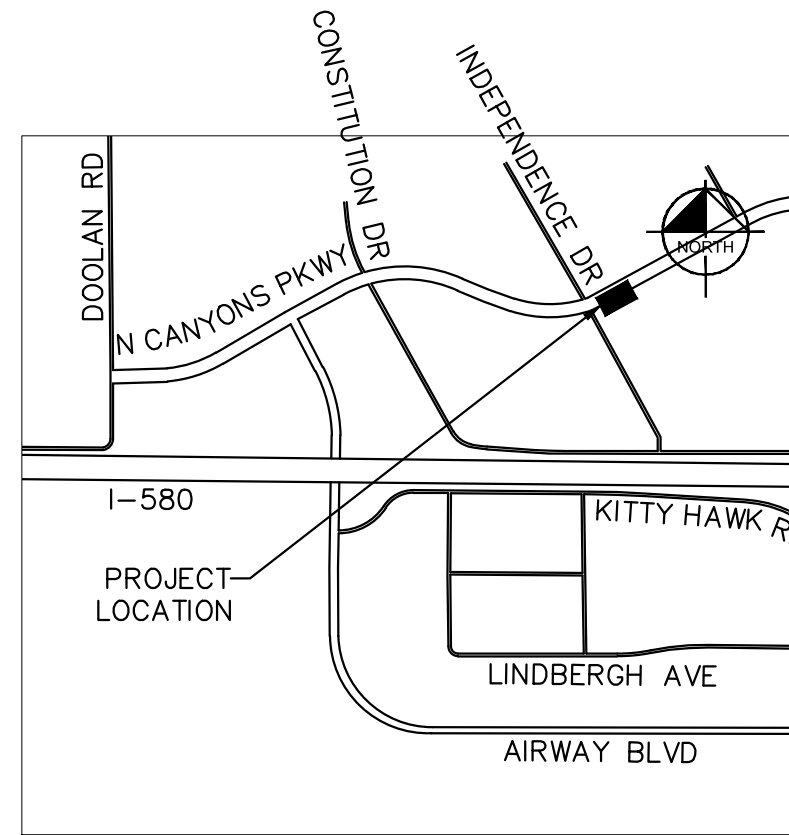 CONSTITUTION DR
INDEPENDENCE DR
DOOLAN RD
NORTH
N CANYONS PKWY
I-580
KITTY HAWK
PROJECT
LOCATION
LINDBERGH AVE
AIRWAY BLVD